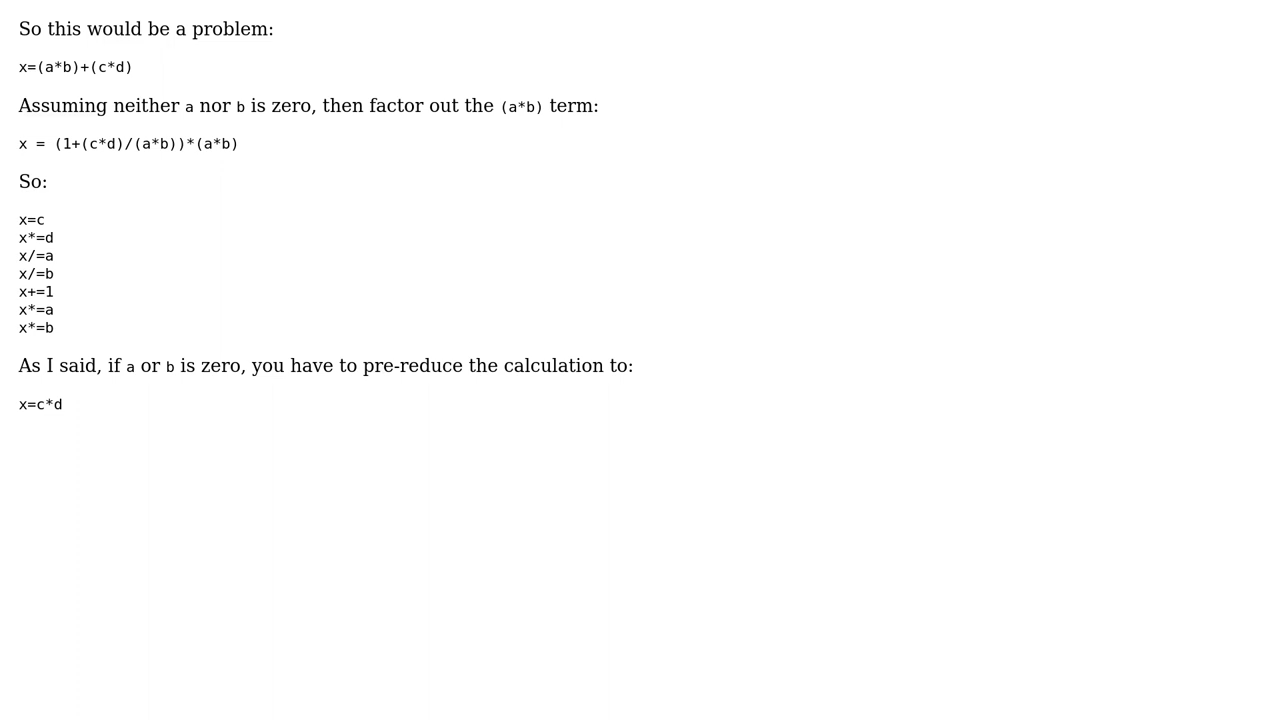 So this would be a problem:
x=(a*b)+(c*d)
Assuming neither a nor b is zero, then factor out the (a*b) term:
x = (1+(c*d)/(a*b))*(a*b)
So:
x=c
x*=d
x/=a
x/=b
x+=1
x*=a
x*=b
As I said, if a or b is zero, you have to pre-reduce the calculation to:
x=c*d